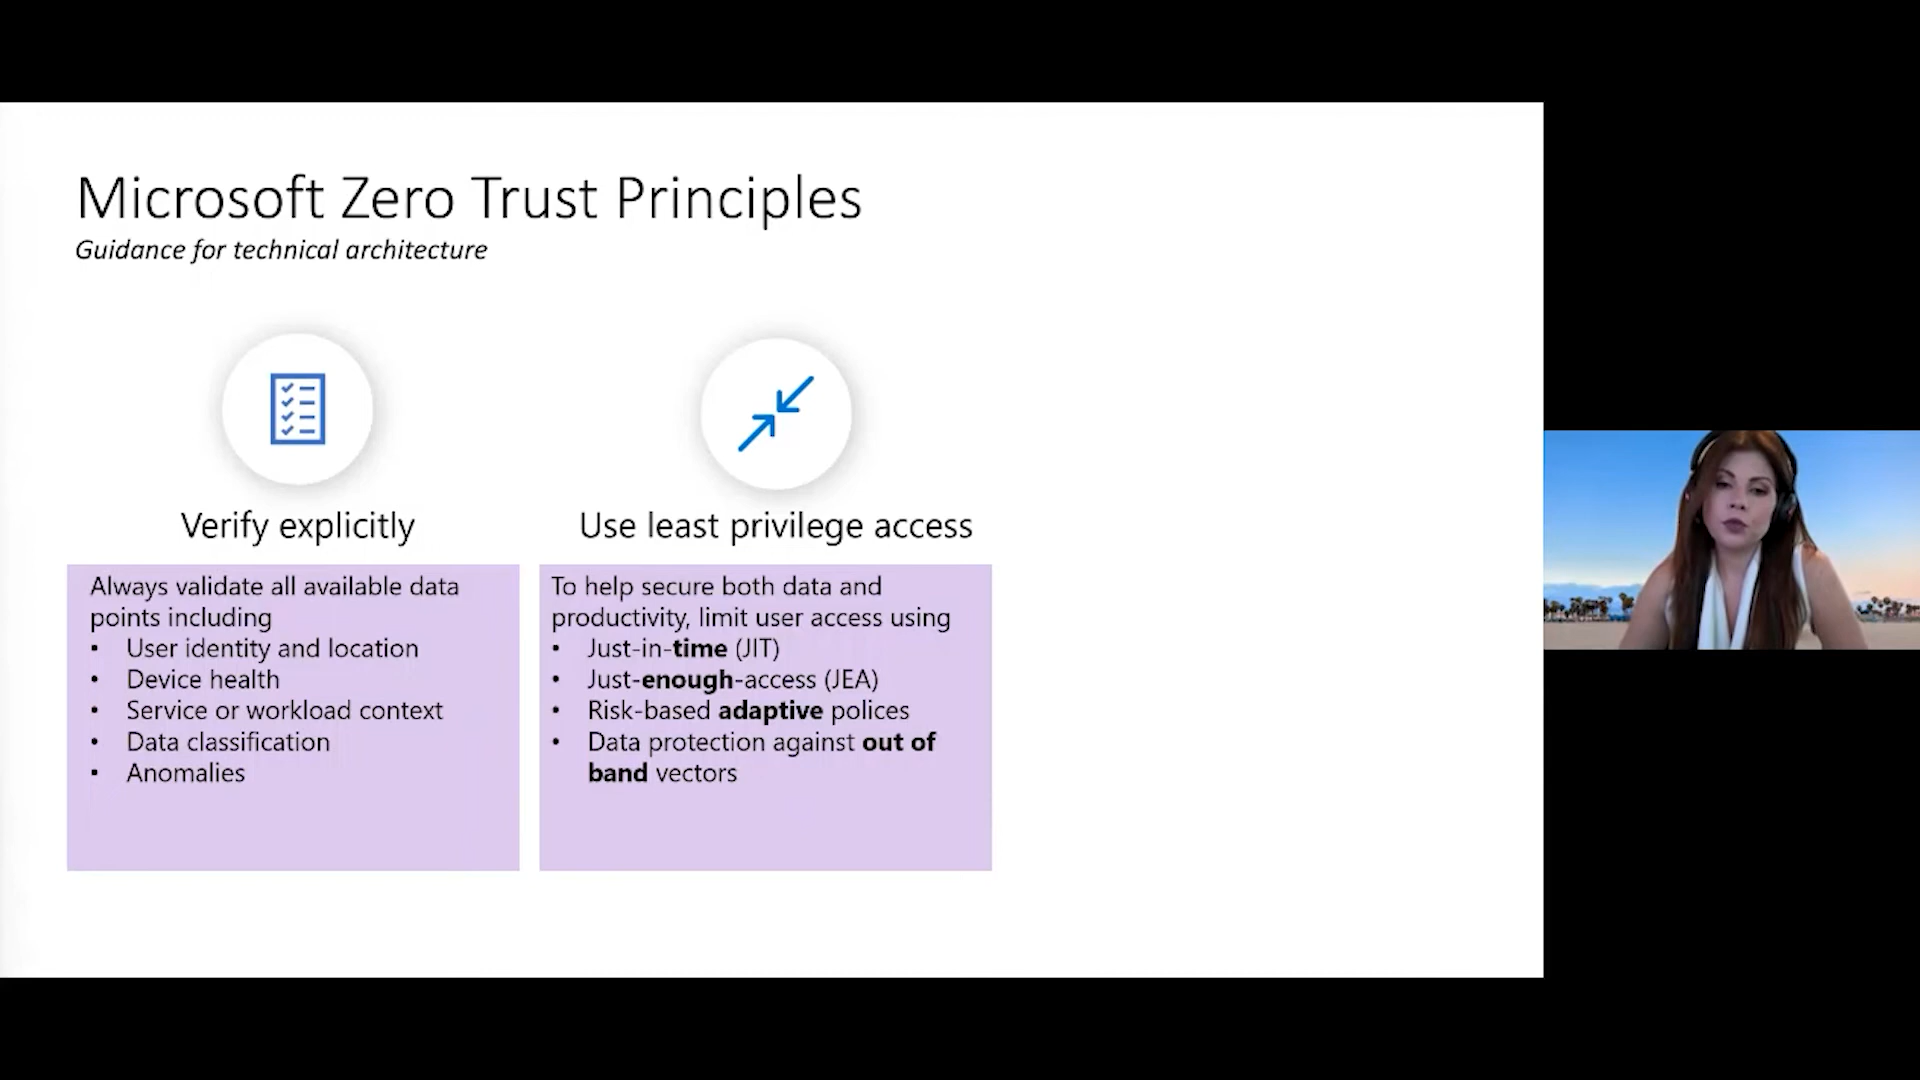 Microsoft Zero Trust Principles
Guidance for technical architecture
Verify explicitly
Always validate all available data
points including
• User identity and location
• Device health
• Service or workload context
• Data classification
• Anomalies
Use least privilege access
To help secure both data and
productivity, limit user access using
• Just-in-time (JIT)
• Just-enough-access (JEA)
• Risk-based adaptive polices
• Data protection against out of
band vectors